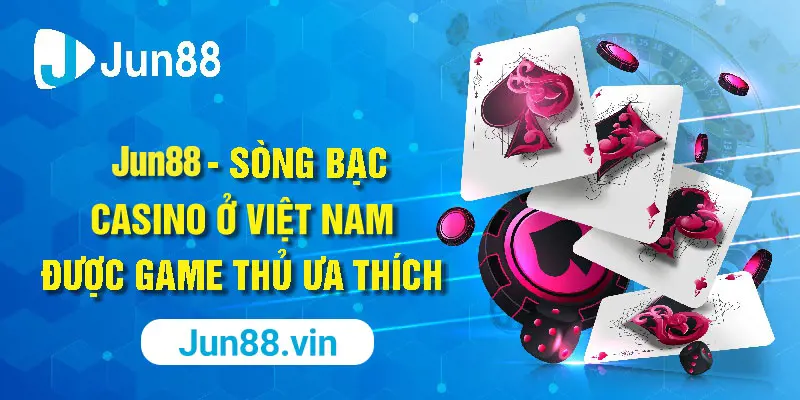 Jun88
Jun88 - SÒNG BẠC
CASINO Ở VIỆT NAM
ĐƯỢC GAME THỦ ƯA THÍCH
Jun88.vin